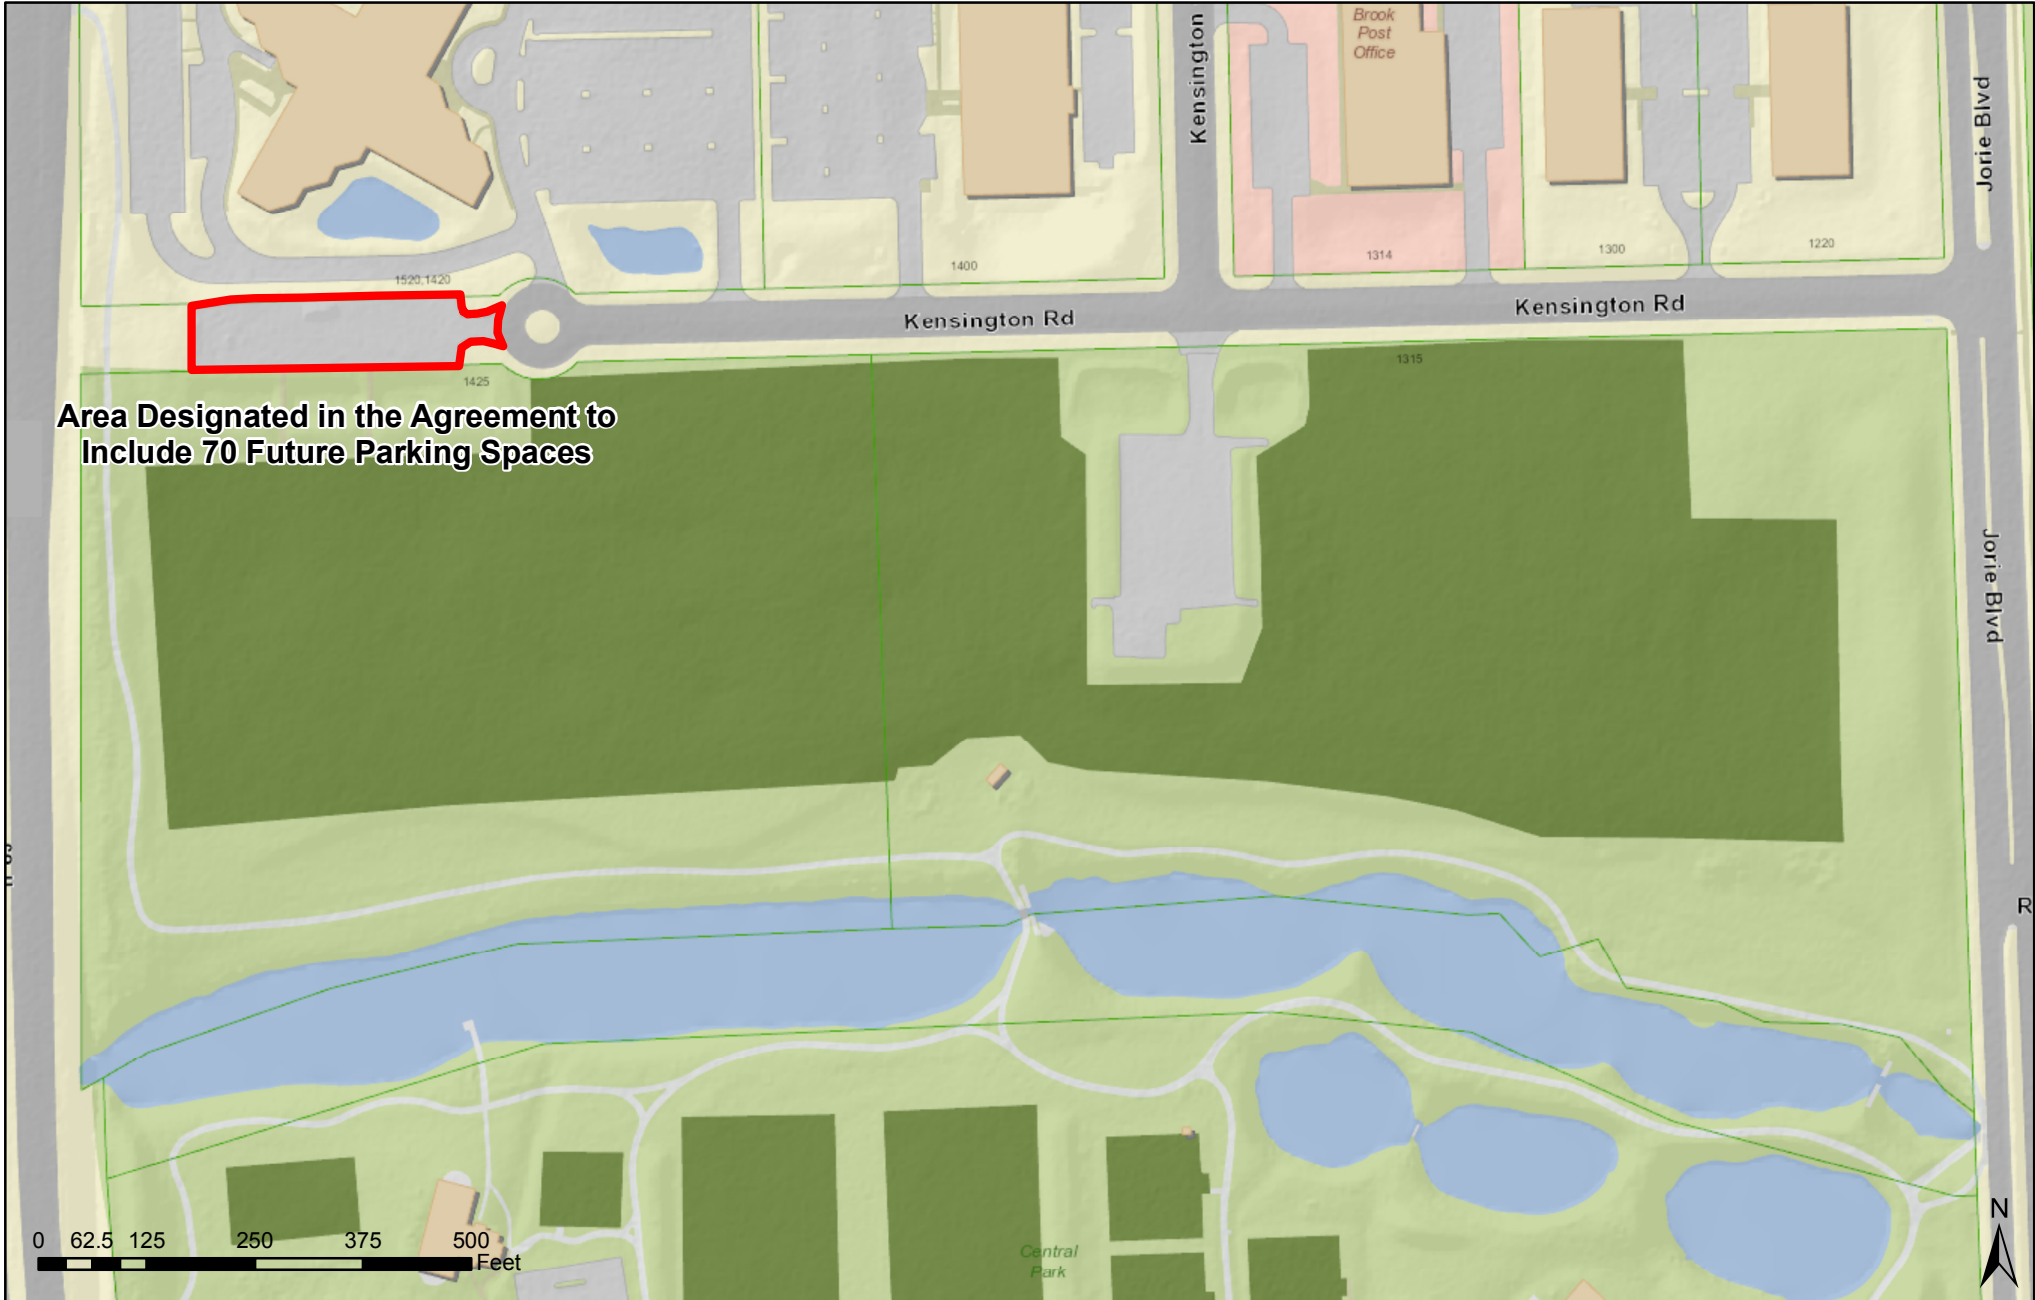 Brook
Post
Office
Kensington
Jorie Blvd
1520,1420
1400
1314
1300
1220
Kensington Rd
Kensington Rd
1425
1315
Area Designated in the Agreement to
Include 70 Future Parking Spaces
Jorie Blvd
R
N
0 62.5 125 250 375 500
Feet
Central
Park